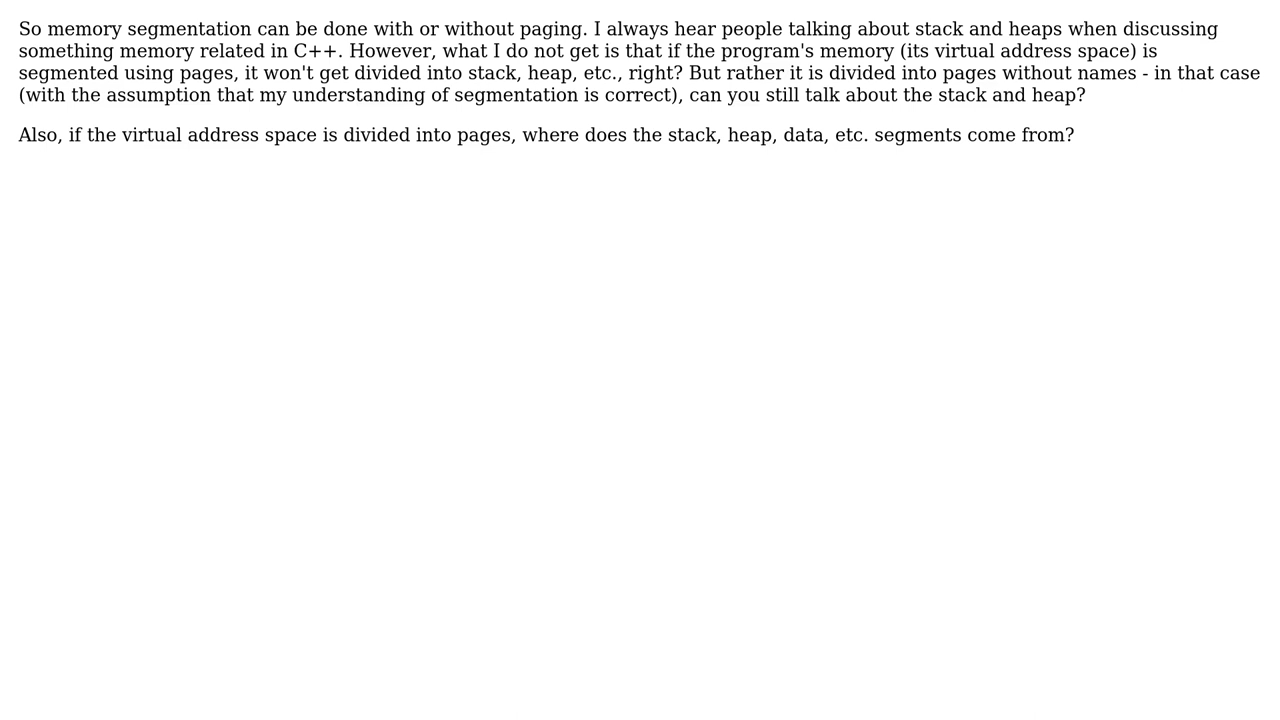 So memory segmentation can be done with or without paging. I always hear people talking about stack and heaps when discussing
something memory related in C++. However, what I do not get is that if the program's memory (its virtual address space) is
segmented using pages, it won't get divided into stack, heap, etc., right? But rather it is divided into pages without names - in that case
(with the assumption that my understanding of segmentation is correct), can you still talk about the stack and heap?
Also, if the virtual address space is divided into pages, where does the stack, heap, data, etc. segments come from?